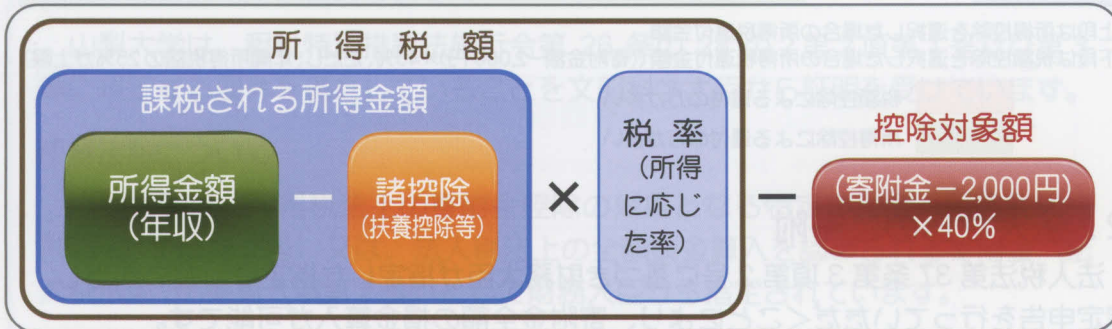 所得税額
課税される所得金額
所得金額
(年収)
−
諸控除
(扶養控除等)
×
税率
(所得
に応じ
た率)
−
控除対象額
(寄附金−2,000円)
×40%